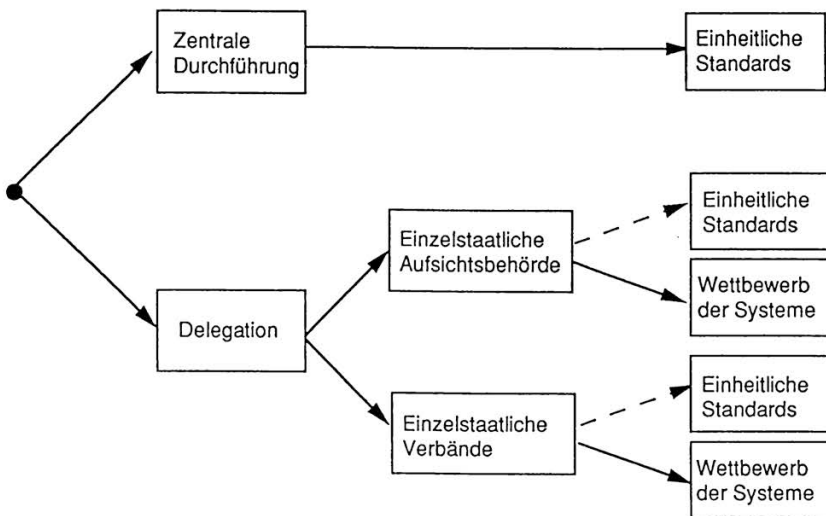 Zentrale
Durchführung
Einheitliche
Standards
Einheitliche
Standards
Einzelstaatliche
Aufsichtsbehörde
Wettbewerb
der Systeme
Delegation
Einheitliche
Standards
Einzelstaatliche
Verbände
Wettbewerb
der Systeme